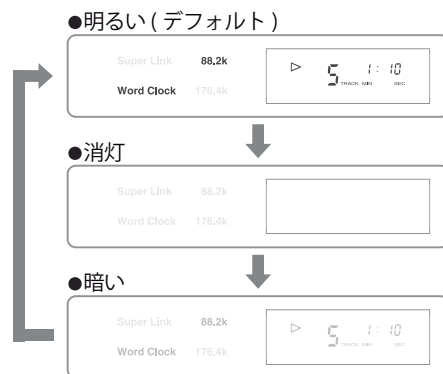 ●明るい ( デフォルト )
Super Link 88.2k
Word Clock 176.4k
5 1 : 10
TRACK MIN SEC
●消灯
Super Link 88.2k
Word Clock 176.4k
●暗い
Super Link 88.2k
Word Clock 176.4k
5 1 : 10
TRACK MIN SEC